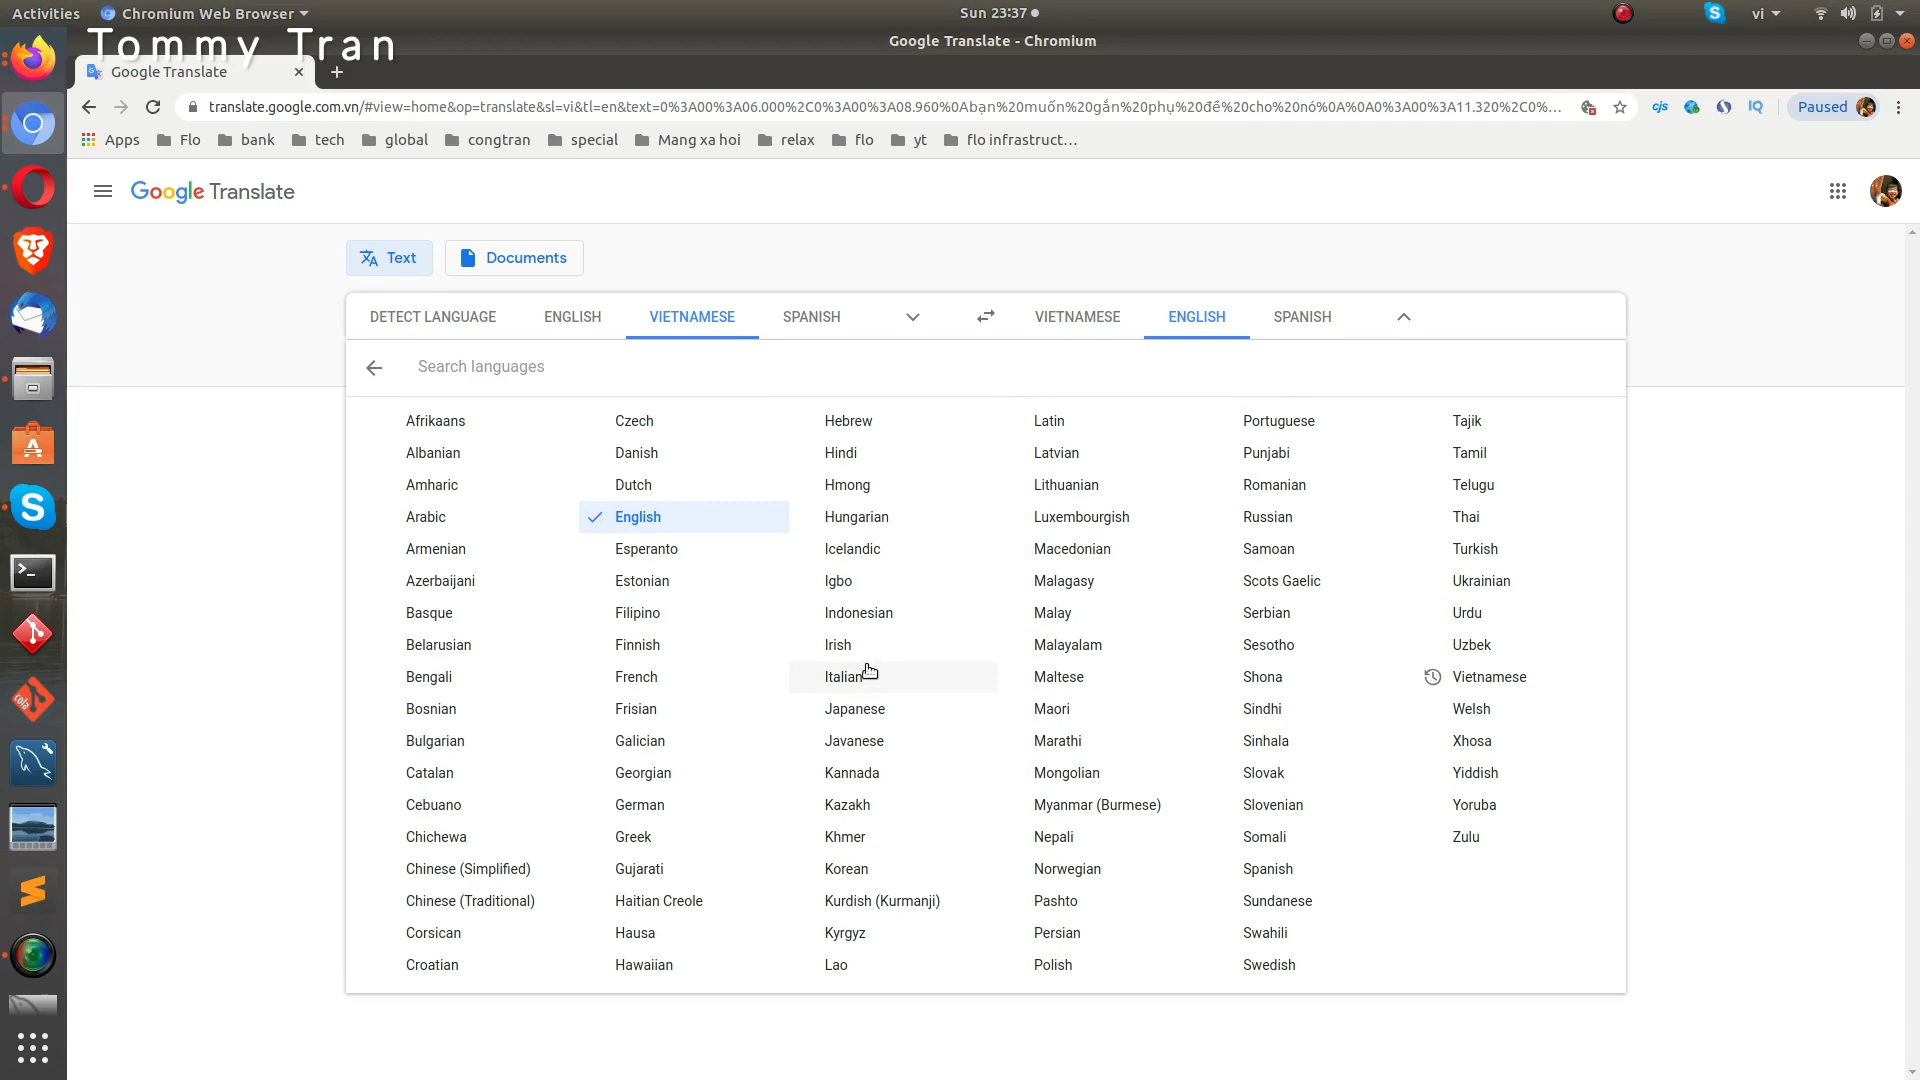 Activities
Chromium Web Browser
Sun 23:37
vi
Tommy Tran
Google Translate - Chromium
Google Translate
translate.google.com.vn/#view=home&op=translate&sl=vi&tl=en&text=0%3A00%3A06.000%2C0%3A00%3A08.960%0Abạn%20muốn%20gắn%20phụ%20đề%20cho%20nó%0A%0A0%3A00%3A11.320%2C0%...
cjs
IQ
Paused
Apps
Flo
bank
tech
global
congtran
special
Mang xa hoi
relax
flo
yt
flo infrastruct...
Google Translate
Text
Documents
DETECT LANGUAGE
ENGLISH
VIETNAMESE
SPANISH
VIETNAMESE
ENGLISH
SPANISH
Search languages
Afrikaans
Albanian
Amharic
Arabic
Armenian
Azerbaijani
Basque
Belarusian
Bengali
Bosnian
Bulgarian
Catalan
Cebuano
Chichewa
Chinese (Simplified)
Chinese (Traditional)
Corsican
Croatian
Czech
Danish
Dutch
English
Esperanto
Estonian
Filipino
Finnish
French
Frisian
Galician
Georgian
German
Greek
Gujarati
Haitian Creole
Hausa
Hawaiian
Hebrew
Hindi
Hmong
Hungarian
Icelandic
Igbo
Indonesian
Irish
Italian
Japanese
Javanese
Kannada
Kazakh
Khmer
Korean
Kurdish (Kurmanji)
Kyrgyz
Lao
Latin
Latvian
Lithuanian
Luxembourgish
Macedonian
Malagasy
Malay
Malayalam
Maltese
Maori
Marathi
Mongolian
Myanmar (Burmese)
Nepali
Norwegian
Pashto
Persian
Polish
Portuguese
Punjabi
Romanian
Russian
Samoan
Scots Gaelic
Serbian
Sesotho
Shona
Sindhi
Sinhala
Slovak
Slovenian
Somali
Spanish
Sundanese
Swahili
Swedish
Tajik
Tamil
Telugu
Thai
Turkish
Ukrainian
Urdu
Uzbek
Vietnamese
Welsh
Xhosa
Yiddish
Yoruba
Zulu